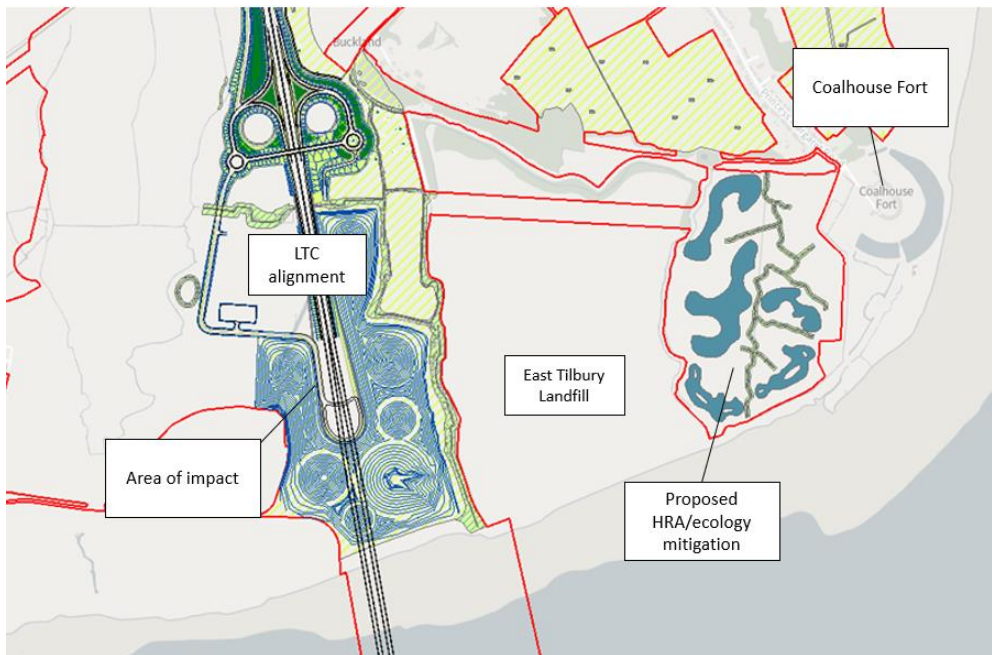 Buckland
Coalhouse Fort
Coalhouse
Fort
LTC
alignment
East Tilbury
Landfill
Area of impact
Proposed
HRA/ecology
mitigation